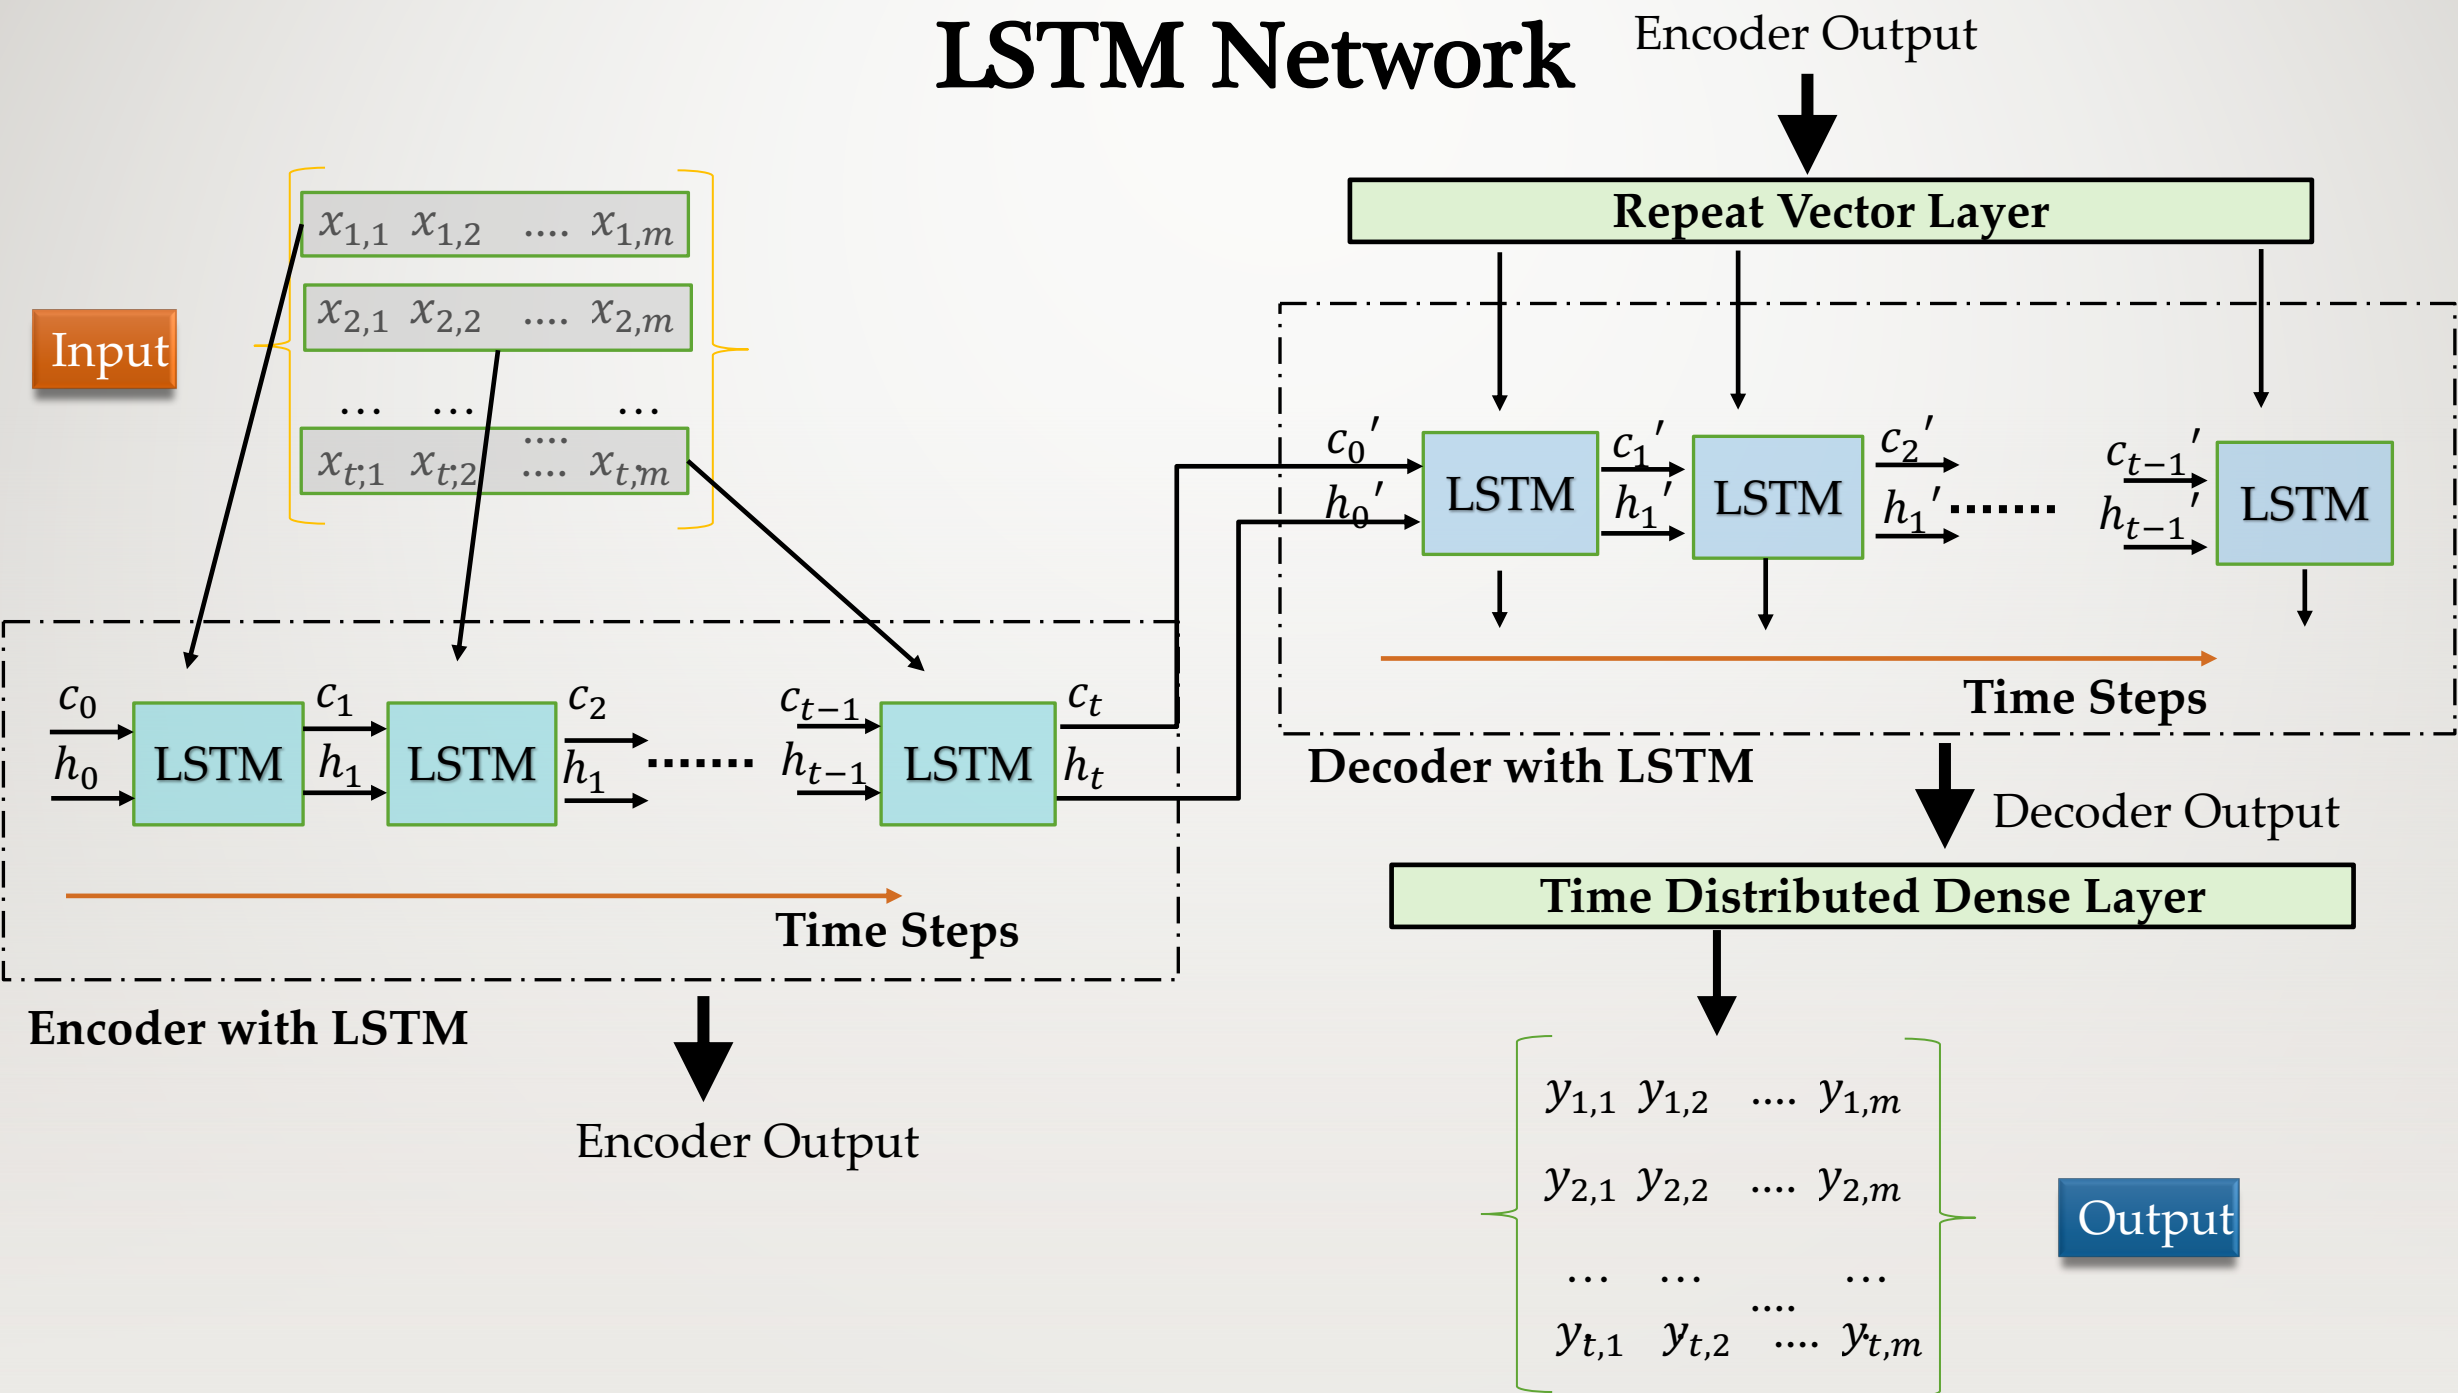 LSTM Network
Encoder Output
Repeat Vector Layer
Input
x₁,₁ x₁,₂ .... x₁,ₘ
x₂,₁ x₂,₂ .... x₂,ₘ
... ... ...
....
xₜ,₁ xₜ,₂ .... xₜ,ₘ
c₀′ c₁′ c₂′ cₜ₋₁′
LSTM LSTM ....... LSTM
h₀′ h₁′ h₁′ hₜ₋₁′
Time Steps
Decoder with LSTM
c₀ c₁ c₂ cₜ₋₁ cₜ
LSTM LSTM ....... LSTM
h₀ h₁ h₁ hₜ₋₁ hₜ
Time Steps
Encoder with LSTM
Encoder Output
Decoder Output
Time Distributed Dense Layer
y₁,₁ y₁,₂ .... y₁,ₘ
y₂,₁ y₂,₂ .... y₂,ₘ
... ... ...
....
yₜ,₁ yₜ,₂ .... yₜ,ₘ
Output